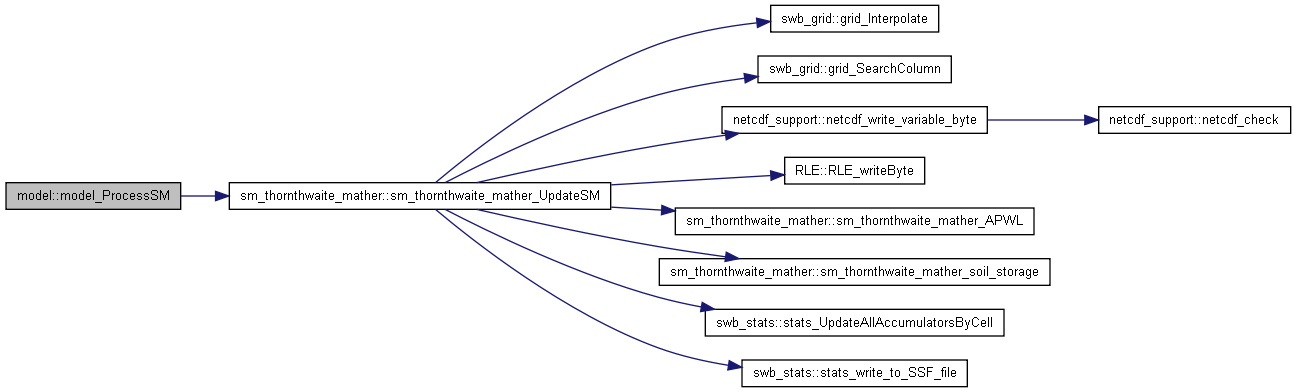 swb_grid::grid_Interpolate
swb_grid::grid_SearchColumn
netcdf_support::netcdf_write_variable_byte
netcdf_support::netcdf_check
RLE::RLE_writeByte
model::model_ProcessSM
sm_thornthwaite_mather::sm_thornthwaite_mather_UpdateSM
sm_thornthwaite_mather::sm_thornthwaite_mather_APWL
sm_thornthwaite_mather::sm_thornthwaite_mather_soil_storage
swb_stats::stats_UpdateAllAccumulatorsByCell
swb_stats::stats_write_to_SSF_file